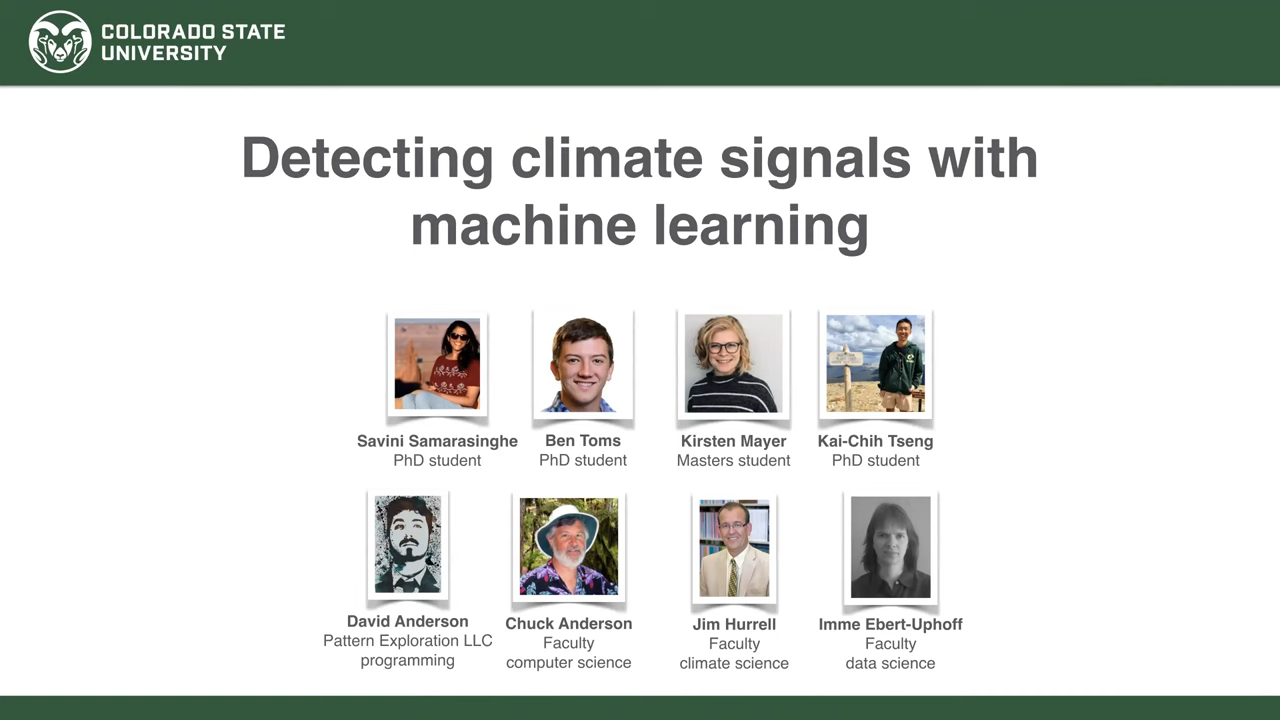 COLORADO STATE
UNIVERSITY
Detecting climate signals with
machine learning
Savini Samarasinghe
PhD student
Ben Toms
PhD student
Kirsten Mayer
Masters student
Kai-Chih Tseng
PhD student
David Anderson
Pattern Exploration LLC
programming
Chuck Anderson
Faculty
computer science
Jim Hurrell
Faculty
climate science
Imme Ebert-Uphoff
Faculty
data science